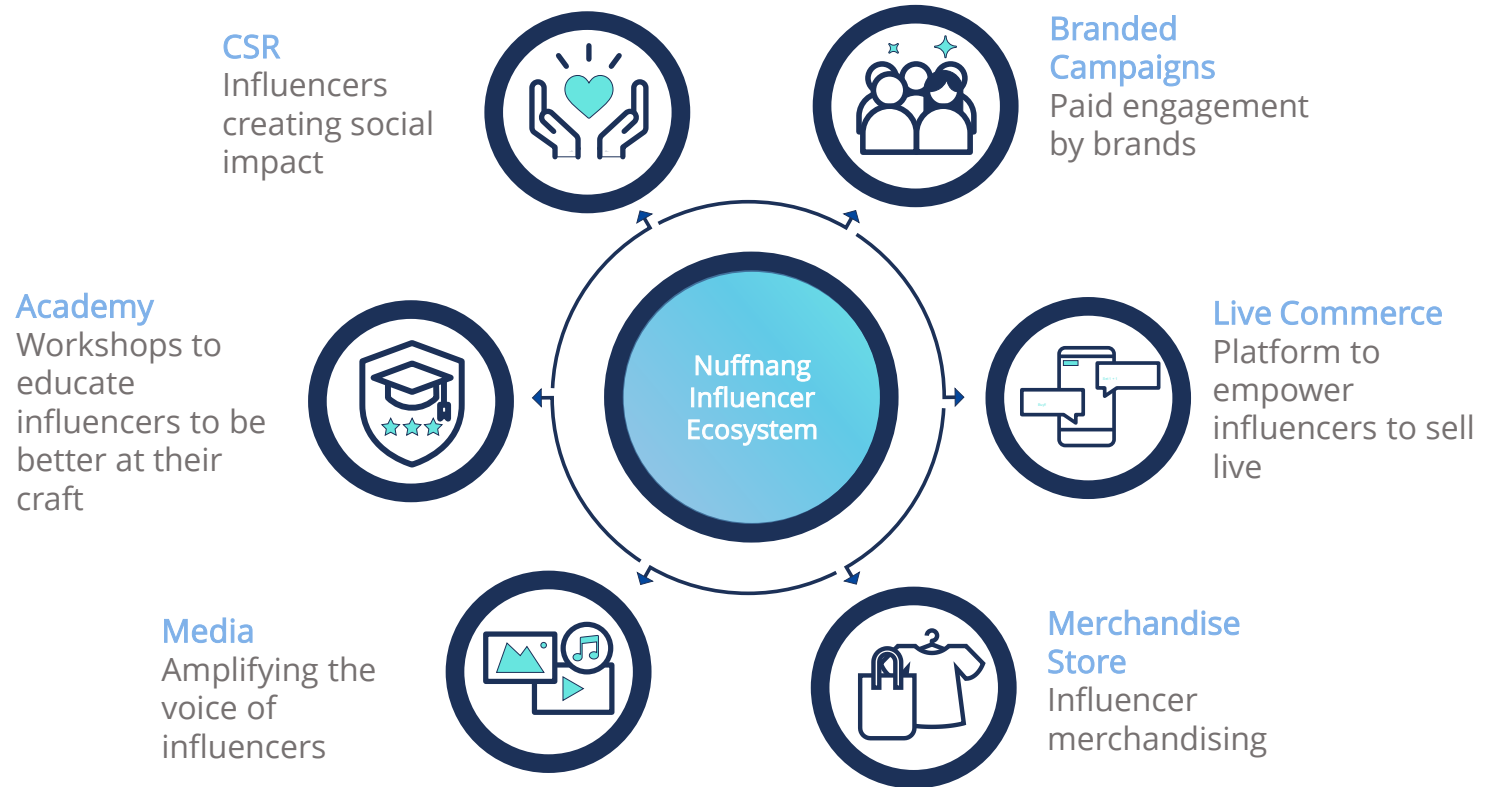 CSR
Influencers
creating social
impact
Branded
Campaigns
Paid engagement
by brands
Academy
Workshops to
educate
influencers to be
better at their
craft
Nuffnang
Influencer
Ecosystem
Live Commerce
Platform to
empower
influencers to sell
live
Media
Amplifying the
voice of
influencers
Merchandise
Store
Influencer
merchandising